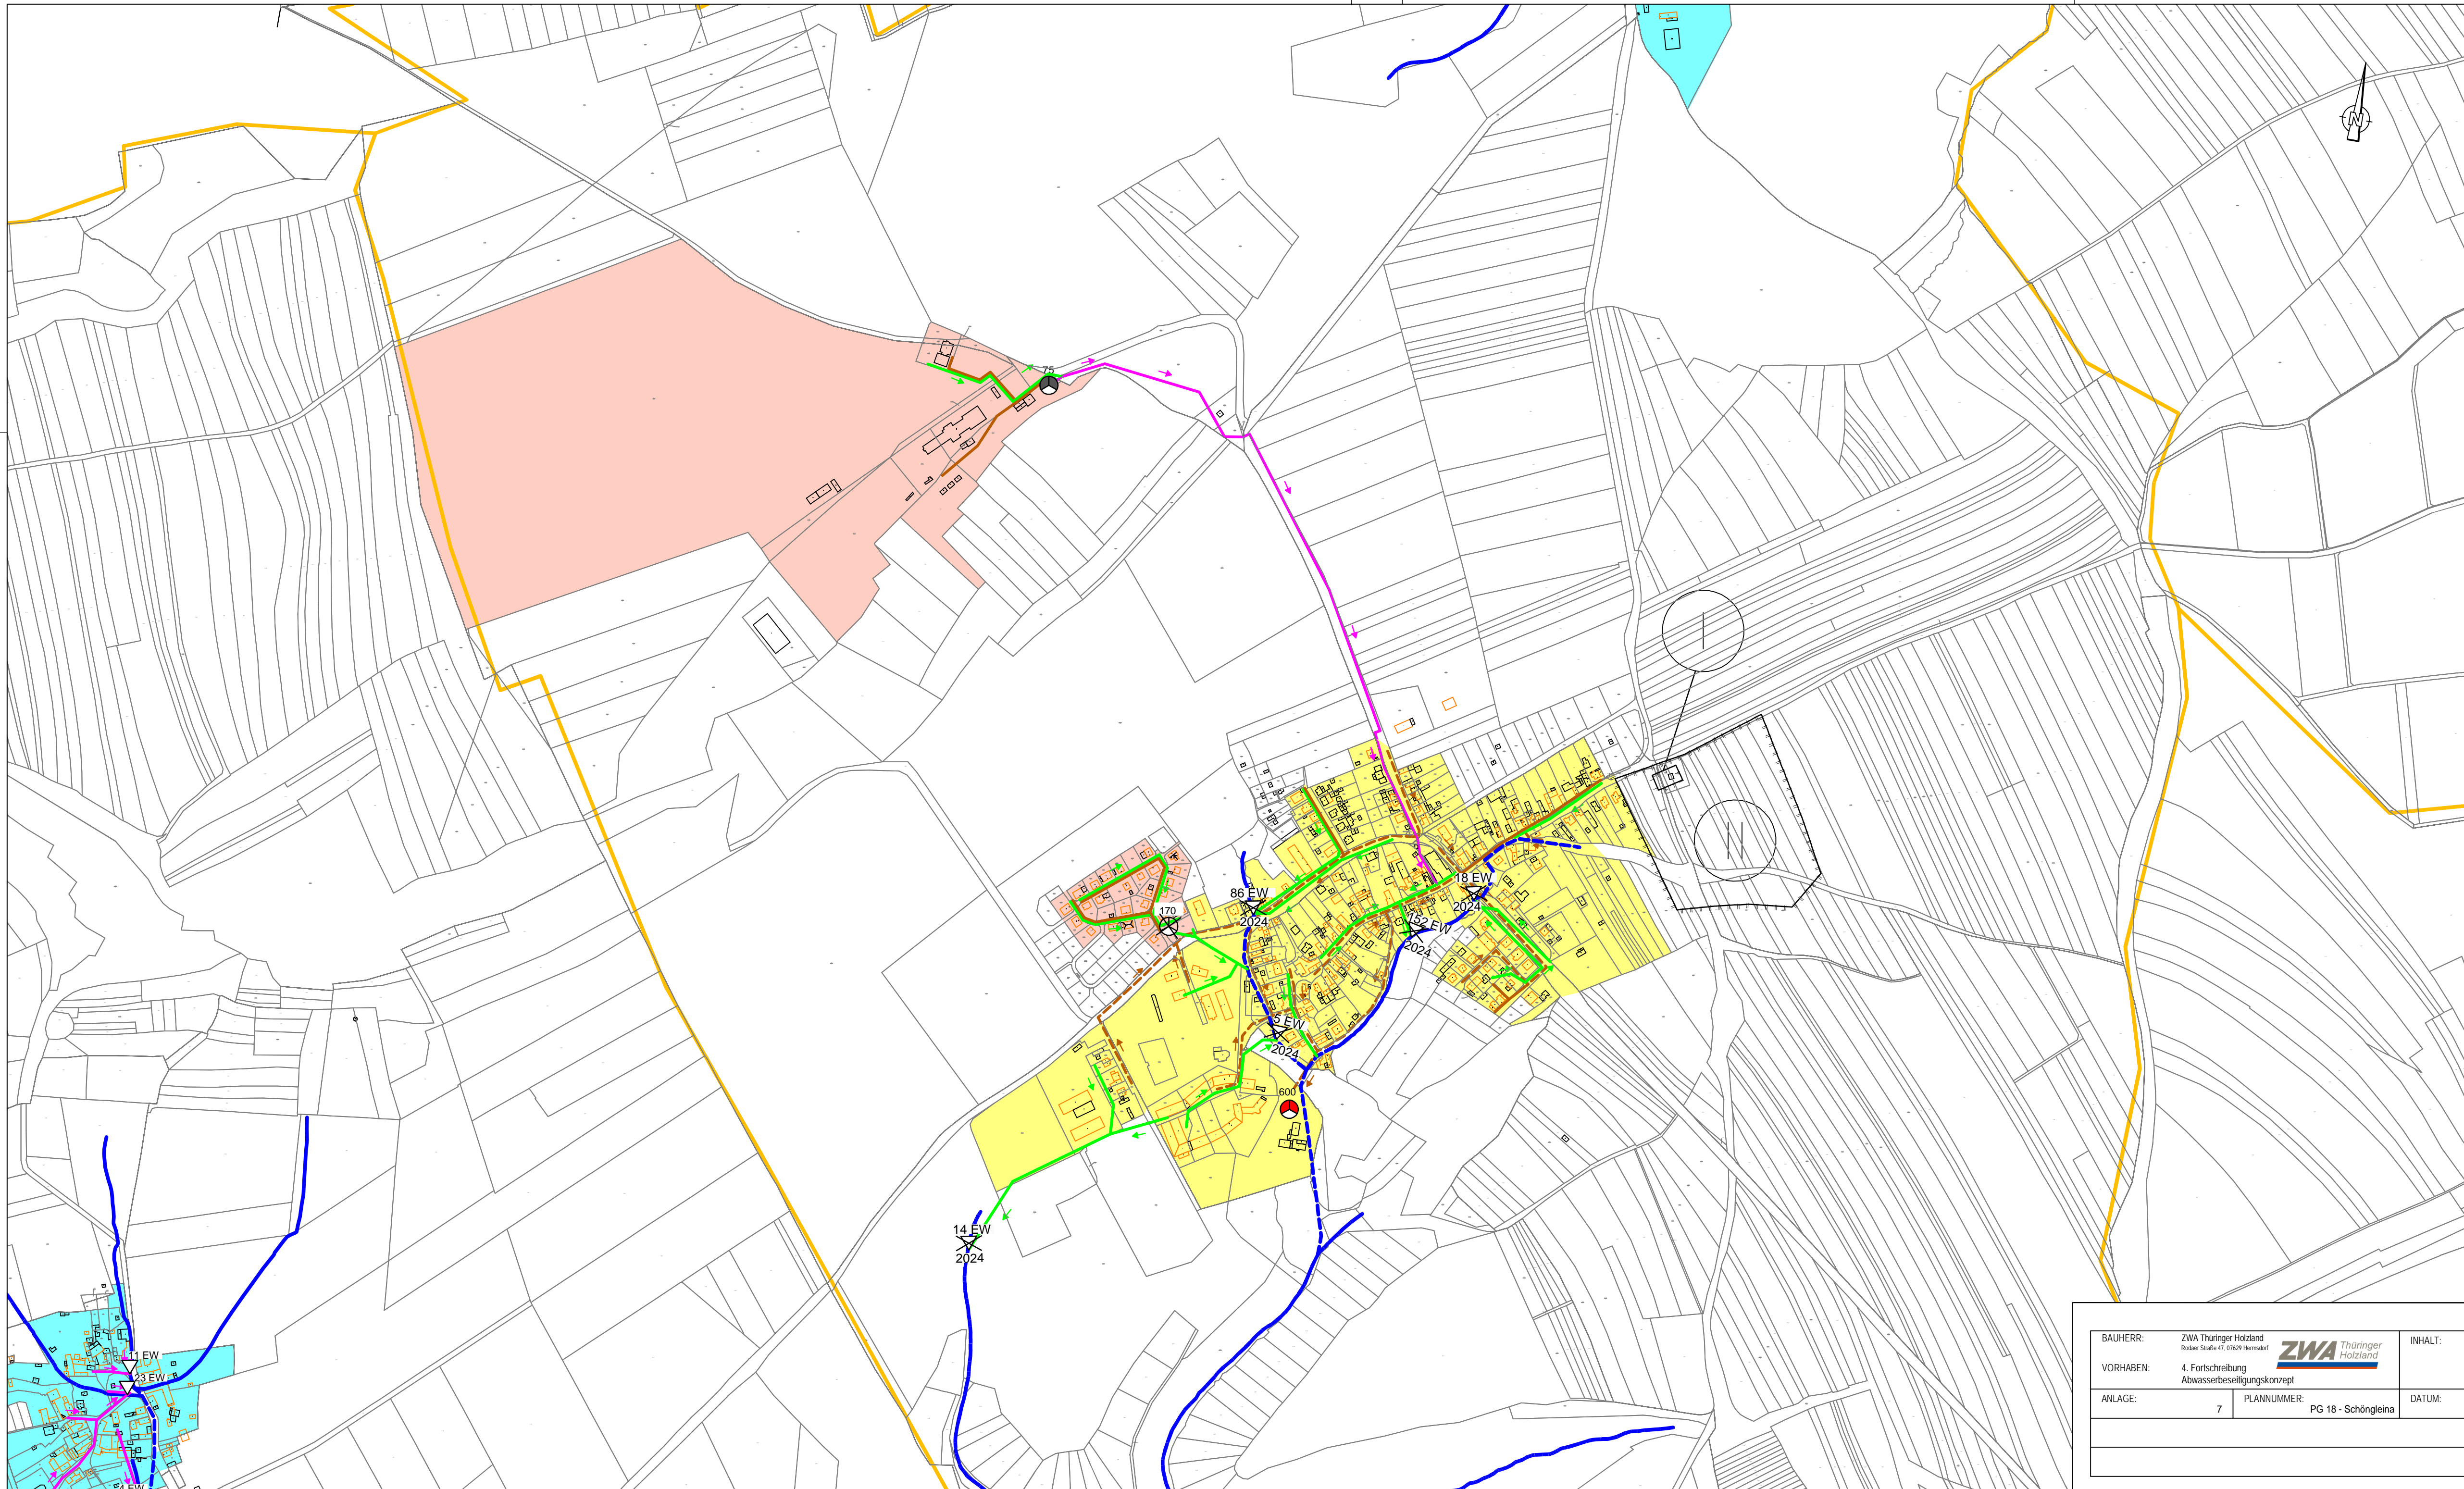 N
75
I
II
170
86 EW
2024
18 EW
2024
152 EW
2024
5 EW
2024
600
14 EW
2024
11 EW
23 EW
BAUHERR:
ZWA Thüringer Holzland
Rodaer Straße 47, 07629 Hermsdorf
ZWA Thüringer
Holzland
INHALT:
VORHABEN:
4. Fortschreibung
Abwasserbeseitigungskonzept
ANLAGE:
7
PLANNUMMER:
PG 18 - Schöngleina
DATUM: